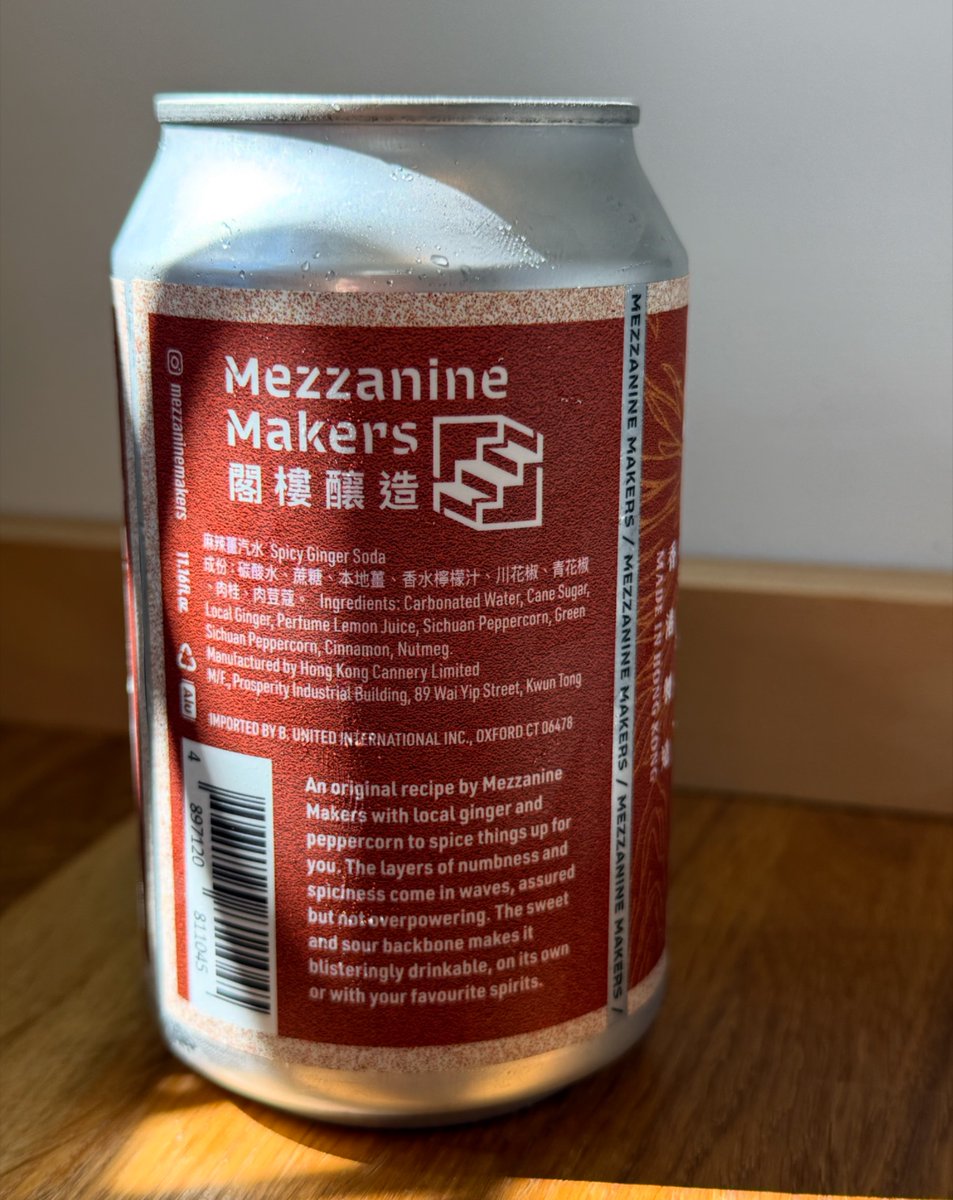 Mezzanine
Makers
閣樓釀造
麻辣薑汽水 Spicy Ginger Soda
成份：碳酸水、蔗糖、本地薑、香水檸檬汁、川花椒、青花椒
、肉桂、肉豆蔻。 Ingredients: Carbonated Water, Cane Sugar,
Local Ginger, Perfume Lemon Juice, Sichuan Peppercorn, Green
Sichuan Peppercorn, Cinnamon, Nutmeg.
Manufactured by Hong Kong Cannery Limited
M/F., Prosperity Industrial Building, 89 Wai Yip Street, Kwun Tong
IMPORTED BY B. UNITED INTERNATIONAL INC., OXFORD CT 06478
An original recipe by Mezzanine
Makers with local ginger and
peppercorn to spice things up for
you. The layers of numbness and
spiciness come in waves, assured
but not overpowering. The sweet
and sour backbone makes it
blisteringly drinkable, on its own
or with your favourite spirits.
mezzaninemakers
11.16 fl. oz.
Alu
4 897120 811045
MEZZANINE MAKERS / MEZZANINE MAKERS / MEZZANINE MAKERS /
MADE IN HONG KONG